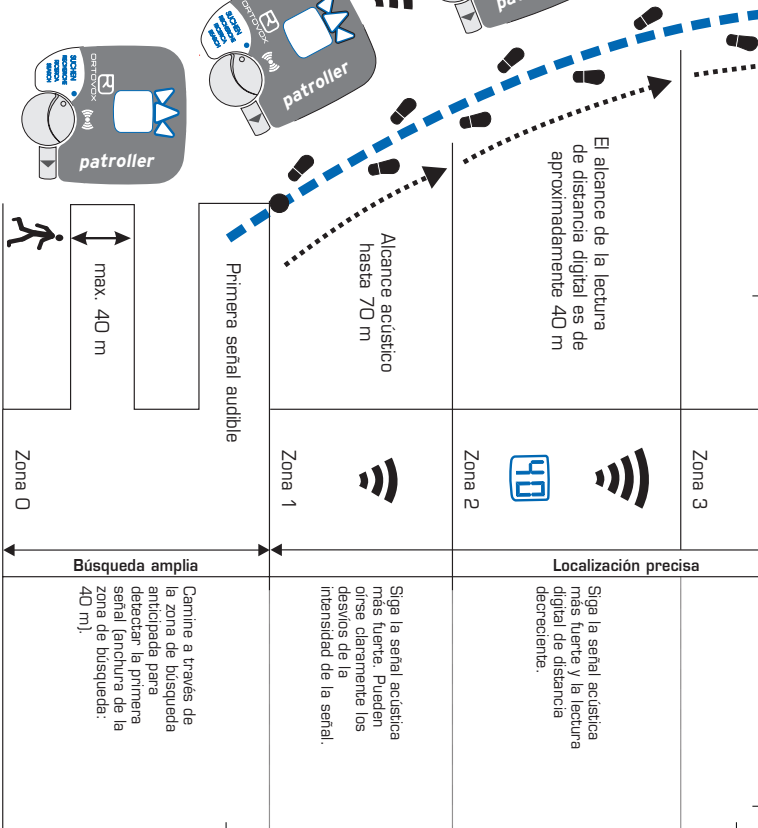 patroller
ORTOVOX
SUCHEN
RECHERCHE
RICERCA
SEARCH
patroller
ORTOVOX
SUCHEN
RECHERCHE
RICERCA
SEARCH
max. 40 m
Primera señal audible
Alcance acústico
hasta 70 m
El alcance de la lectura
de distancia digital es de
aproximadamente 40 m
Zona 0
Zona 1
Zona 2
40
Zona 3
Búsqueda amplia
Localización precisa
Camine a través de
la zona de búsqueda
anticipada para
detectar la primera
señal (anchura de la
zona de búsqueda:
40 m).
Siga la señal acústica
más fuerte. Pueden
oírse claramente los
desvíos de la
intensidad de la señal.
Siga la señal acústica
más fuerte y la lectura
digital de distancia
decreciente.